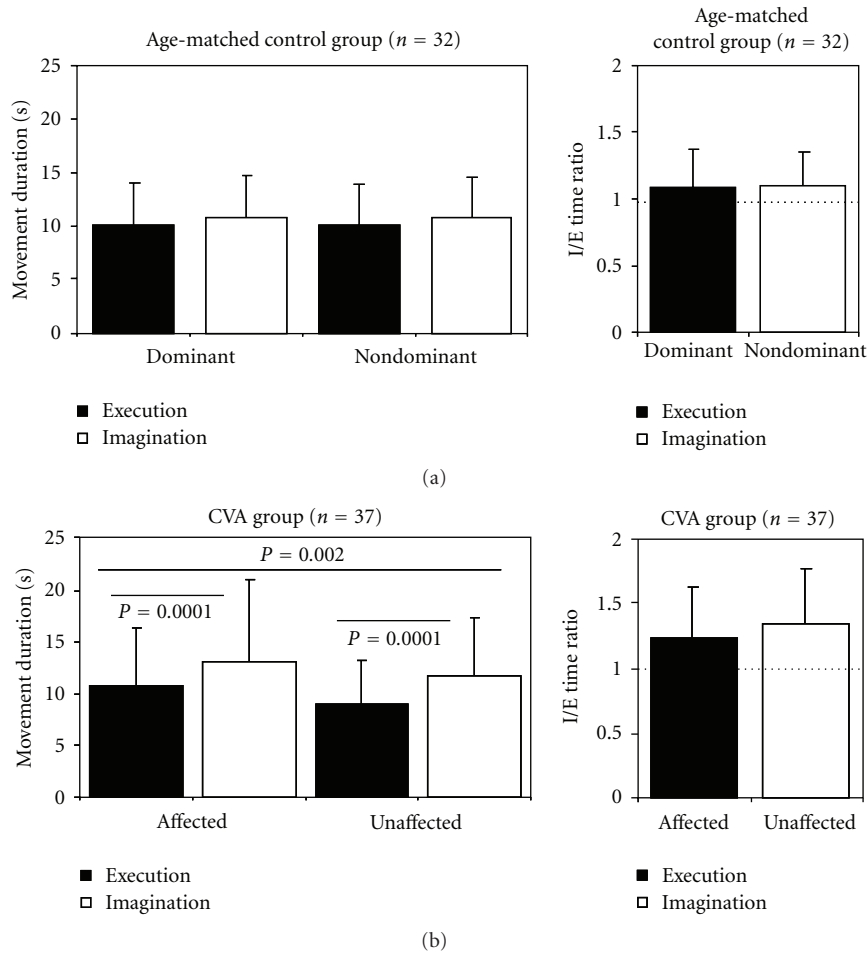 Age-matched control group (n = 32)
Movement duration (s)
25
20
15
10
5
0
Dominant Nondominant
Execution
Imagination
Age-matched
control group (n = 32)
I/E time ratio
2
1.5
1
0.5
0
Dominant Nondominant
Execution
Imagination
(a)
CVA group (n = 37)
Movement duration (s)
25
20
15
10
5
0
P = 0.002
P = 0.0001
P = 0.0001
Affected Unaffected
Execution
Imagination
CVA group (n = 37)
I/E time ratio
2
1.5
1
0.5
0
Affected Unaffected
Execution
Imagination
(b)